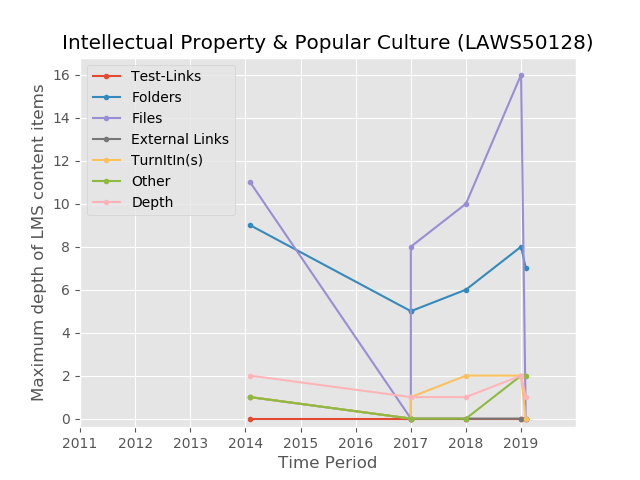 Intellectual Property & Popular Culture (LAWS50128)
Test-Links
Folders
Files
External Links
TurnItIn(s)
Other
Depth
Maximum depth of LMS content items
16
14
12
10
8
6
4
2
0
2011 2012 2013 2014 2015 2016 2017 2018 2019
Time Period